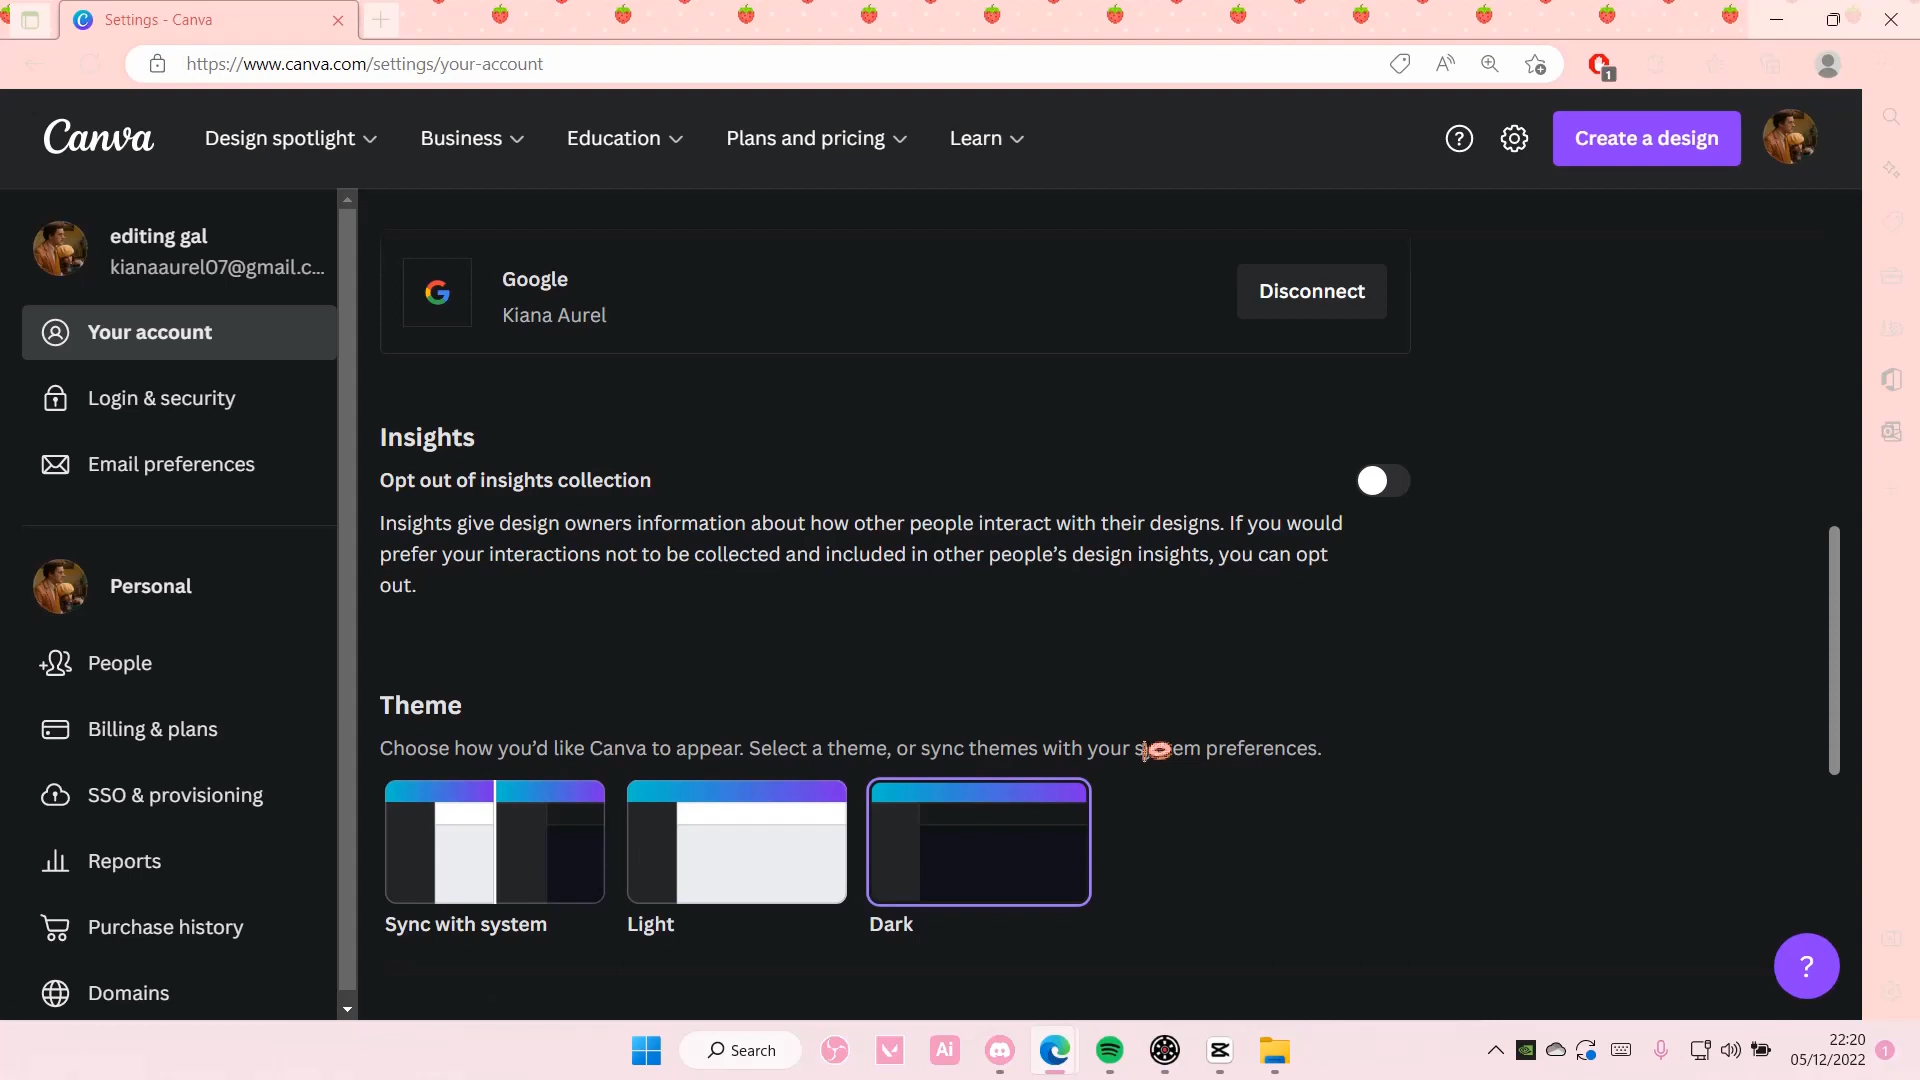 Settings - Canva
https://www.canva.com/settings/your-account
1
Canva
Design spotlight
Business
Education
Plans and pricing
Learn
Create a design
editing gal
kianaaurel07@gmail.c...
Your account
Login & security
Email preferences
Personal
People
Billing & plans
SSO & provisioning
Reports
Purchase history
Domains
Google
Kiana Aurel
Disconnect
Insights
Opt out of insights collection
Insights give design owners information about how other people interact with their designs. If you would
prefer your interactions not to be collected and included in other people's design insights, you can opt
out.
Theme
Choose how you'd like Canva to appear. Select a theme, or sync themes with your system preferences.
Sync with system
Light
Dark
?
Search
Ai
22:20
05/12/2022
1